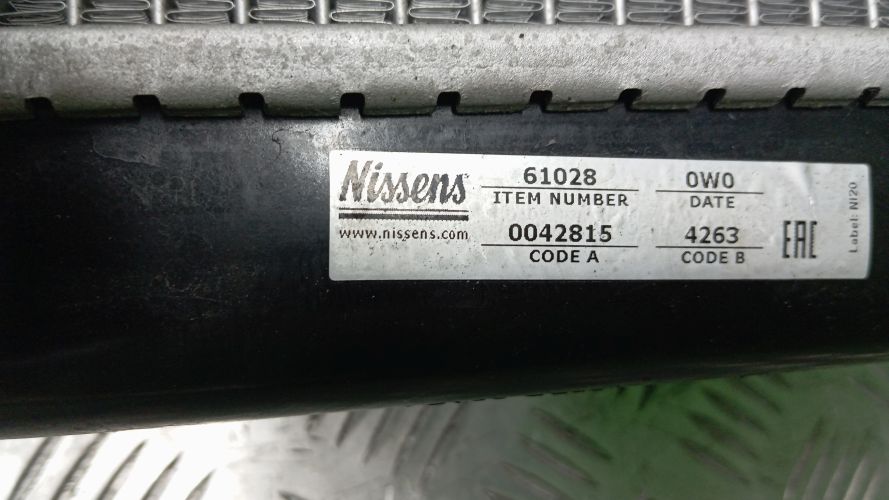 Nissens
www.nissens.com
61028
ITEM NUMBER
0042815
CODE A
0W0
DATE
4263
CODE B
EAC
Label: NI20